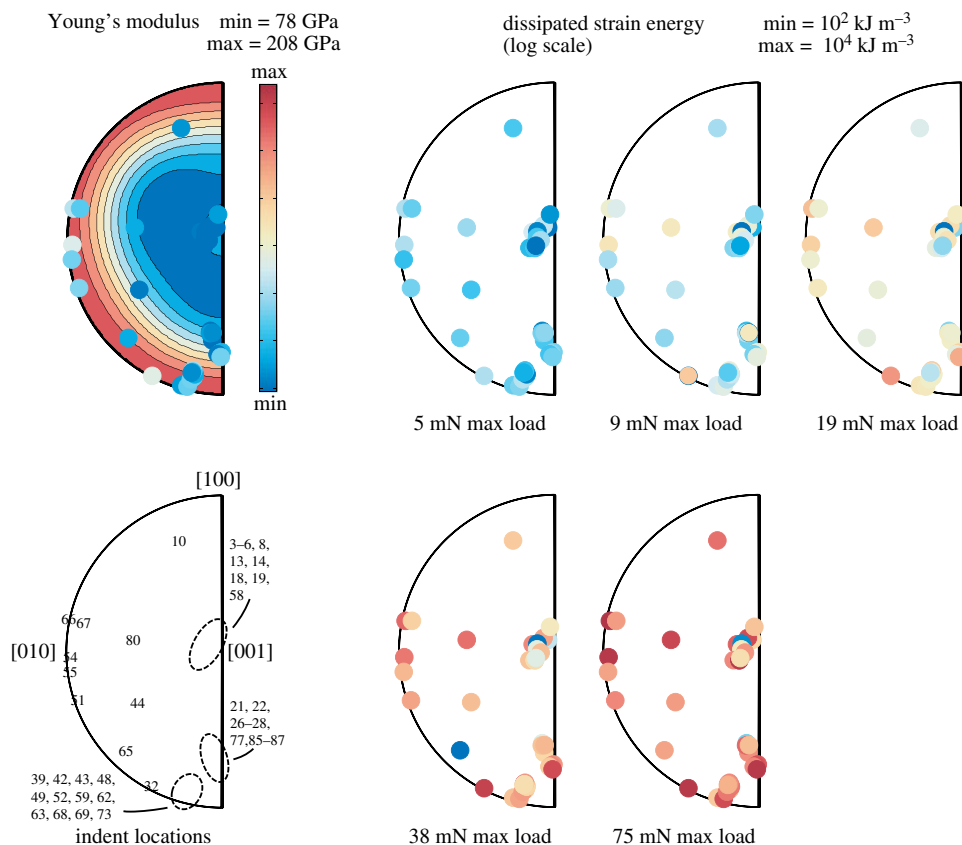 Young's modulus min = 78 GPa
max = 208 GPa
dissipated strain energy min = 10² kJ m⁻³
(log scale) max = 10⁴ kJ m⁻³
max
min
5 mN max load
9 mN max load
19 mN max load
[100]
10
3–6, 8,
13, 14,
18, 19,
58
66
67
80
[010]
[001]
54
55
51
44
21, 22,
26–28,
77,85–87
65
32
39, 42, 43, 48,
49, 52, 59, 62,
63, 68, 69, 73
indent locations
38 mN max load
75 mN max load